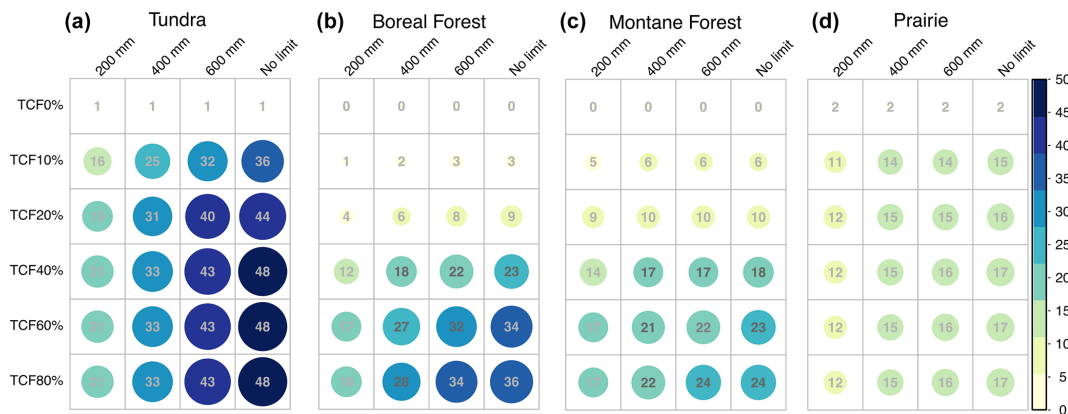 (a) Tundra (b) Boreal Forest (c) Montane Forest (d) Prairie
200 mm 400 mm 600 mm No limit 200 mm 400 mm 600 mm No limit 200 mm 400 mm 600 mm No limit 200 mm 400 mm 600 mm No limit
TCF0% 1 1 1 1 0 0 0 0 0 0 0 0 2 2 2 2
TCF10% 16 25 32 36 1 2 3 3 5 6 6 6 11 14 14 15
TCF20% 31 40 44 4 6 8 9 9 10 10 10 12 15 15 16
TCF40% 33 43 48 12 18 22 23 14 17 17 18 12 15 16 17
TCF60% 33 43 48 27 32 34 21 22 23 12 15 16 17
TCF80% 33 43 48 28 34 36 22 24 24 12 15 16 17
50
45
40
35
30
25
20
15
10
5
0